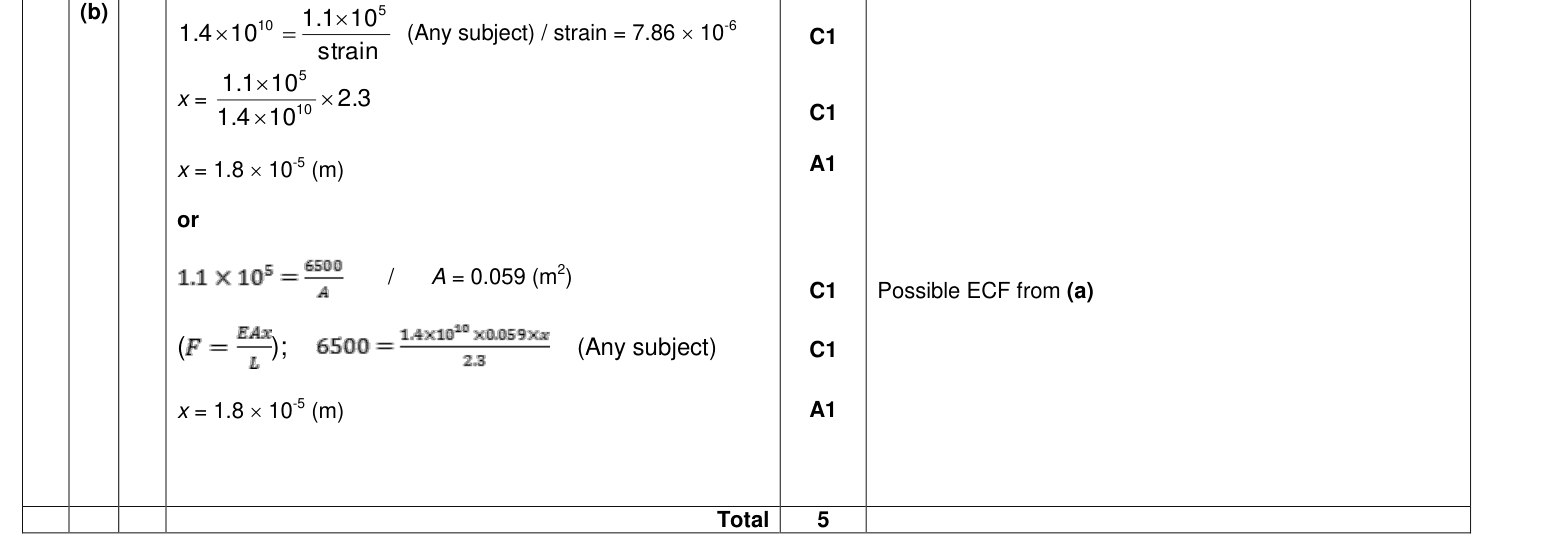 (b) 1.4×10¹⁰ = 1.1×10⁵ / strain (Any subject) / strain = 7.86 × 10⁻⁶ C1
x = 1.1×10⁵ / 1.4×10¹⁰ ×2.3 C1
x = 1.8 × 10⁻⁵ (m) A1
or
1.1 × 10⁵ = 6500 / A / A = 0.059 (m²) C1 Possible ECF from (a)
(F = EAx / L); 6500 = 1.4×10¹⁰ ×0.059×x / 2.3 (Any subject) C1
x = 1.8 × 10⁻⁵ (m) A1
Total 5